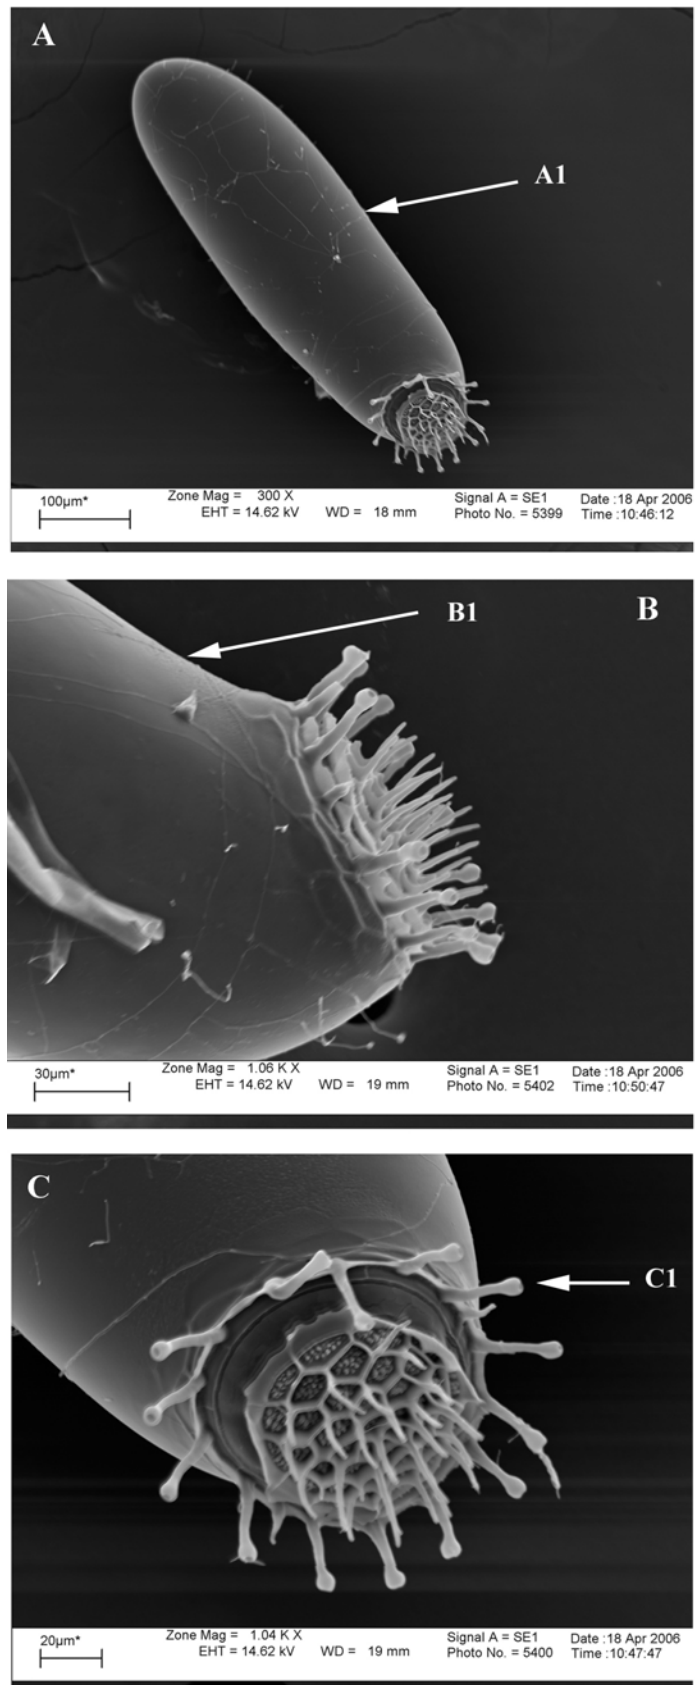 A
A1
100µm*
Zone Mag = 300 X
EHT = 14.62 kV
WD = 18 mm
Signal A = SE1
Photo No. = 5399
Date :18 Apr 2006
Time :10:46:12
B1
B
30µm*
Zone Mag = 1.06 K X
EHT = 14.62 kV
WD = 19 mm
Signal A = SE1
Photo No. = 5402
Date :18 Apr 2006
Time :10:50:47
C
C1
20µm*
Zone Mag = 1.04 K X
EHT = 14.62 kV
WD = 19 mm
Signal A = SE1
Photo No. = 5400
Date :18 Apr 2006
Time :10:47:47